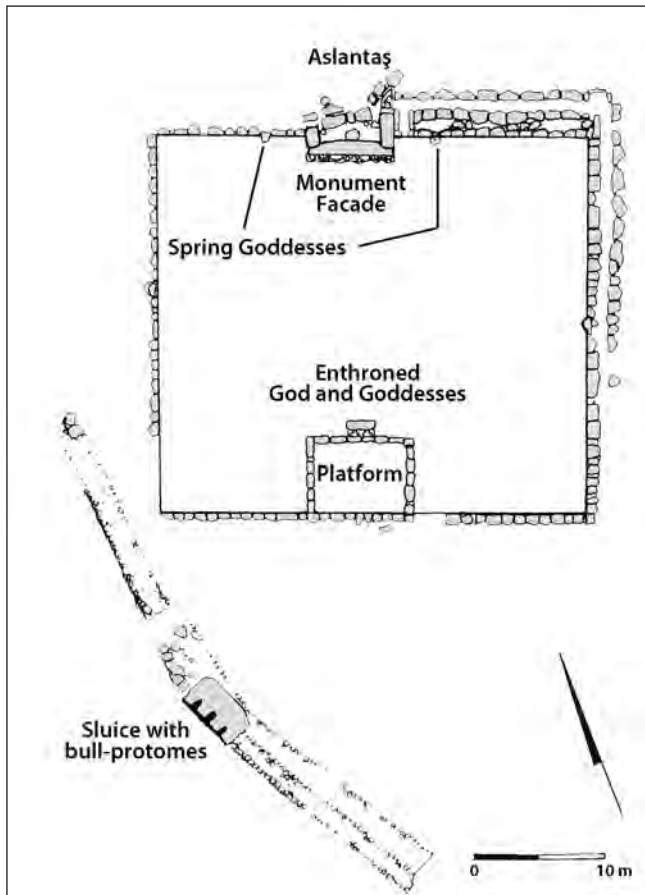 Aslantaş
Monument
Facade
Spring Goddesses
Enthroned
God and Goddesses
Platform
Sluice with
bull-protomes
0
10 m